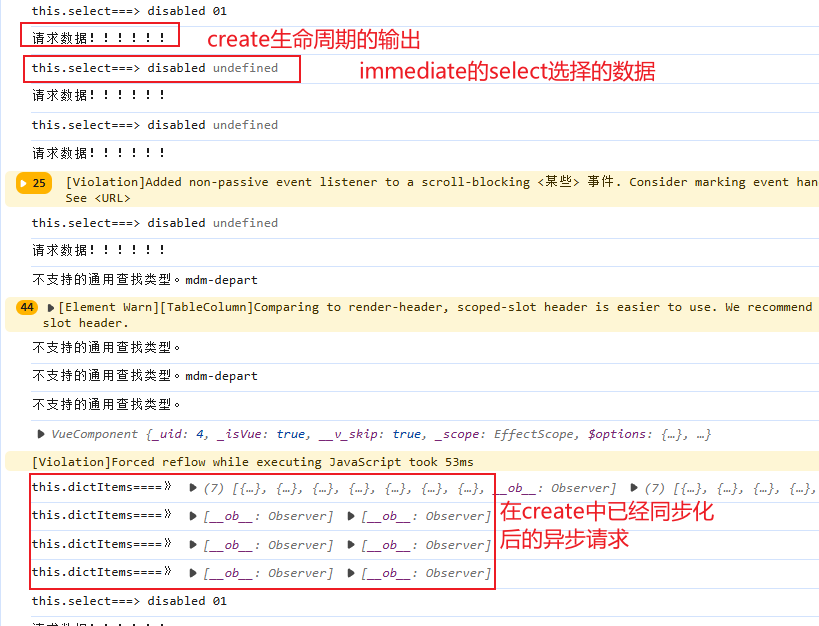 this.select===> disabled 01
请求数据!!!!!!
create生命周期的输出
this.select===> disabled undefined
immediate的select选择的数据
请求数据!!!!!!
this.select===> disabled undefined
请求数据!!!!!!
25 [Violation]Added non-passive event listener to a scroll-blocking <某些> 事件. Consider marking event han
See <URL>
this.select===> disabled undefined
请求数据!!!!!!
不支持的通用查找类型。mdm-depart
44 ▶[Element Warn][TableColumn]Comparing to render-header, scoped-slot header is easier to use. We recommend
slot header.
不支持的通用查找类型。
不支持的通用查找类型。mdm-depart
不支持的通用查找类型。
▶ VueComponent {_uid: 4, _isVue: true, __v_skip: true, _scope: EffectScope, $options: {…}, …}
[Violation]Forced reflow while executing JavaScript took 53ms
this.dictItems====》 ▶ (7) [{…}, {…}, {…}, {…}, {…}, {…}, {…}, __ob__: Observer] ▶ (7) [{…}, {…}, {…}, {…},
this.dictItems====》 ▶ [__ob__: Observer] ▶ [__ob__: Observer]
在create中已经同步化
后的异步请求
this.dictItems====》 ▶ [__ob__: Observer] ▶ [__ob__: Observer]
this.dictItems====》 ▶ [__ob__: Observer] ▶ [__ob__: Observer]
this.select===> disabled 01
请求数据!!!!!!